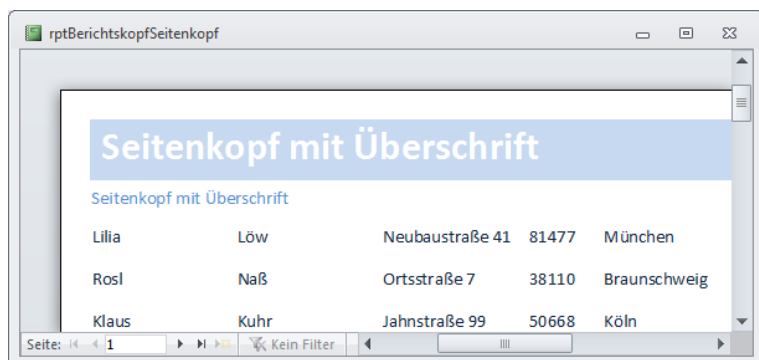 rptBerichtskopfSeitenkopf
Seitenkopf mit Überschrift
Seitenkopf mit Überschrift
Lilia Löw Neubaustraße 41 81477 München
Rosl Naß Ortsstraße 7 38110 Braunschweig
Klaus Kuhr Jahnstraße 99 50668 Köln
Seite: 1 Kein Filter